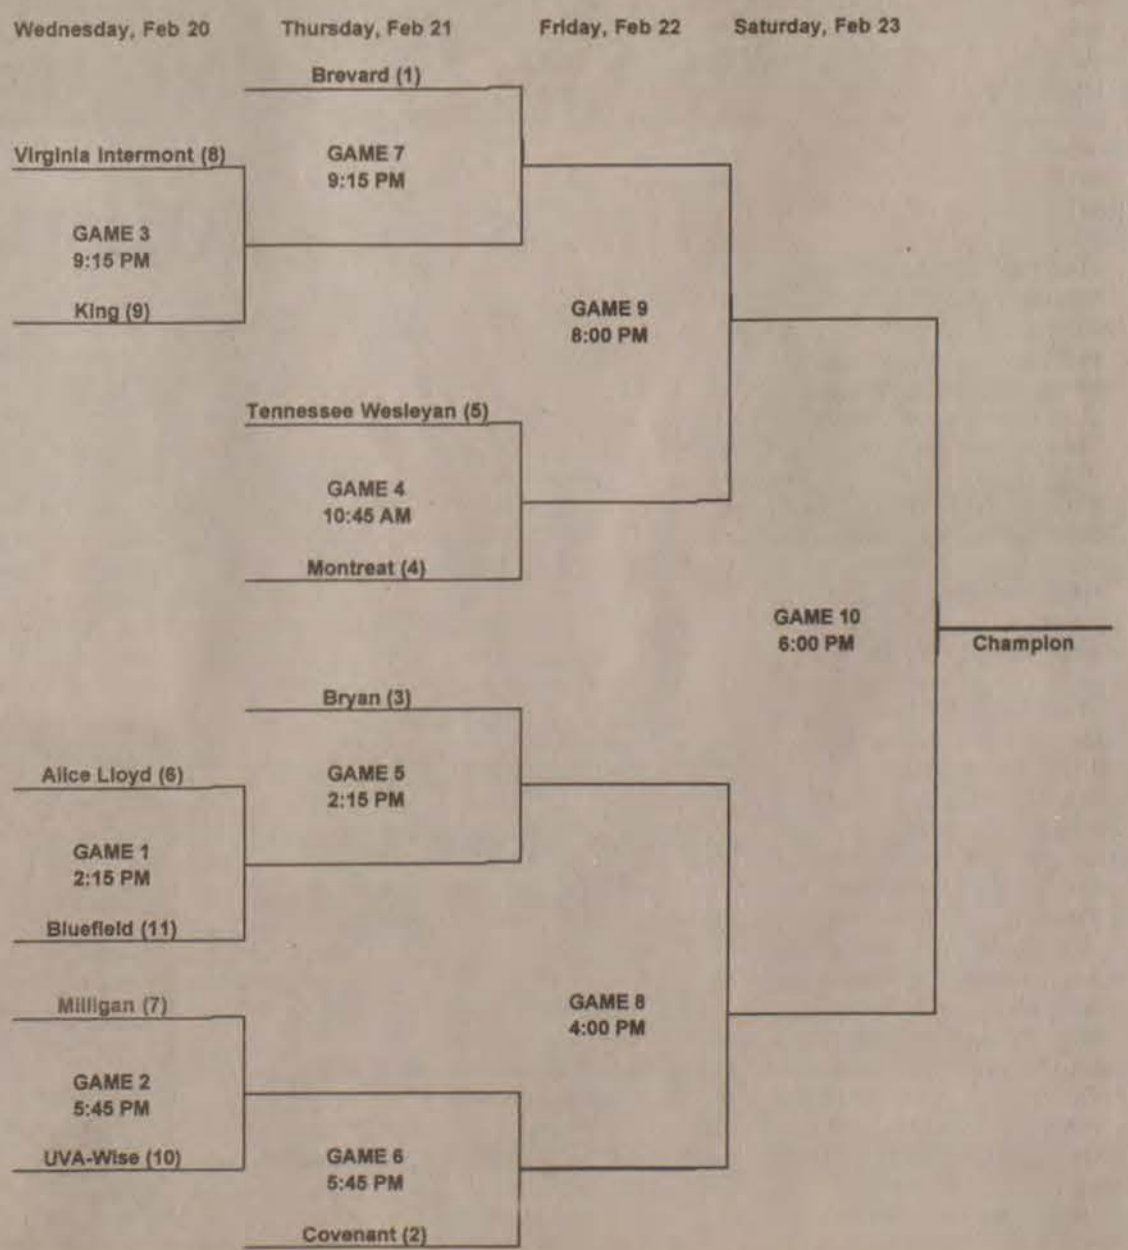 Wednesday, Feb 20
Thursday, Feb 21
Friday, Feb 22
Saturday, Feb 23
Brevard (1)
Virginia Intermont (8)
GAME 7
9:15 PM
GAME 3
9:15 PM
King (9)
GAME 9
8:00 PM
Tennessee Wesleyan (5)
GAME 4
10:45 AM
Montreat (4)
GAME 10
6:00 PM
Champion
Bryan (3)
Alice Lloyd (6)
GAME 5
2:15 PM
GAME 1
2:15 PM
Bluefield (11)
Milligan (7)
GAME 8
4:00 PM
GAME 2
5:45 PM
UVA-Wise (10)
GAME 6
5:45 PM
Covenant (2)